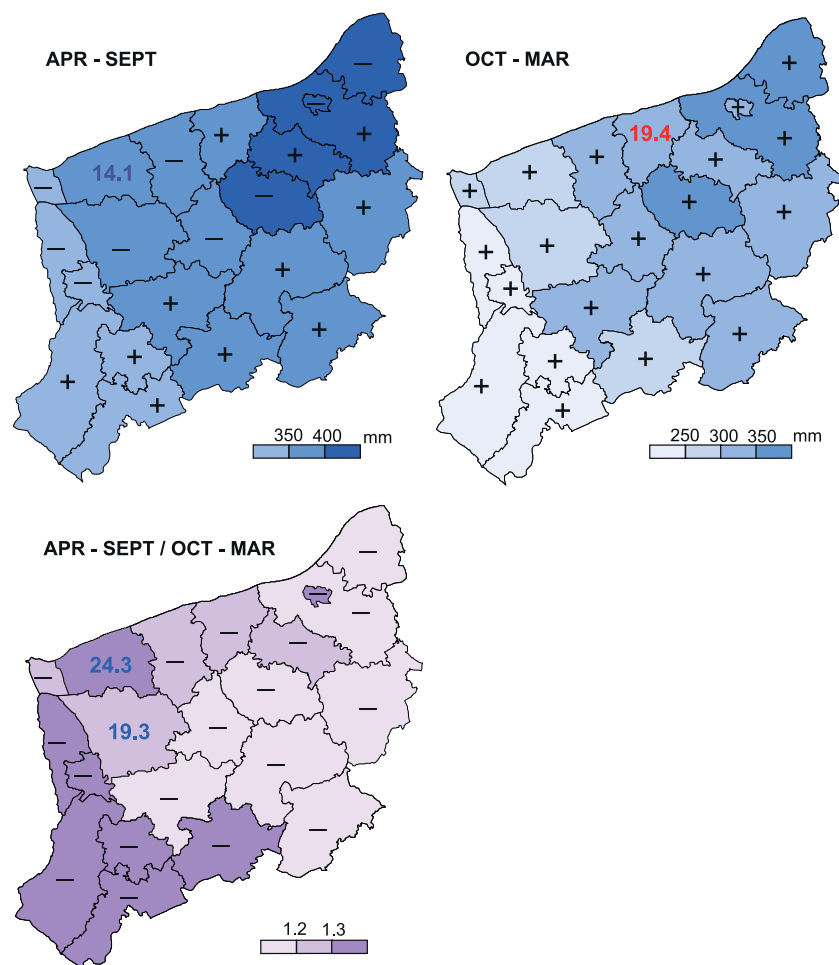 APR - SEPT
14.1
350 400 mm
OCT - MAR
19.4
250 300 350 mm
APR - SEPT / OCT - MAR
24.3
19.3
1.2 1.3